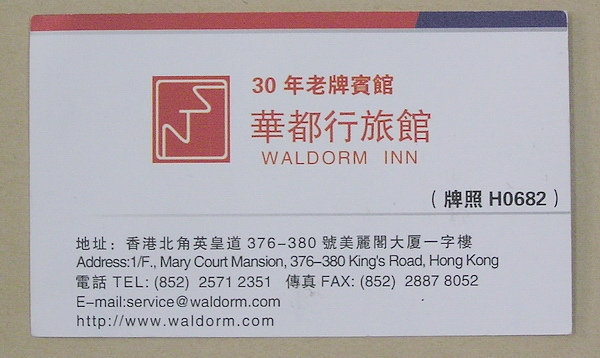 30 年老牌賓館
華都行旅館
WALDORM INN
(牌照 H0682)
地址：香港北角英皇道 376-380 號美麗閣大厦一字樓
Address:1/F., Mary Court Mansion, 376-380 King's Road, Hong Kong
電話 TEL: (852) 2571 2351 傳真 FAX: (852) 2887 8052
E-mail:service@waldorm.com
http://www.waldorm.com